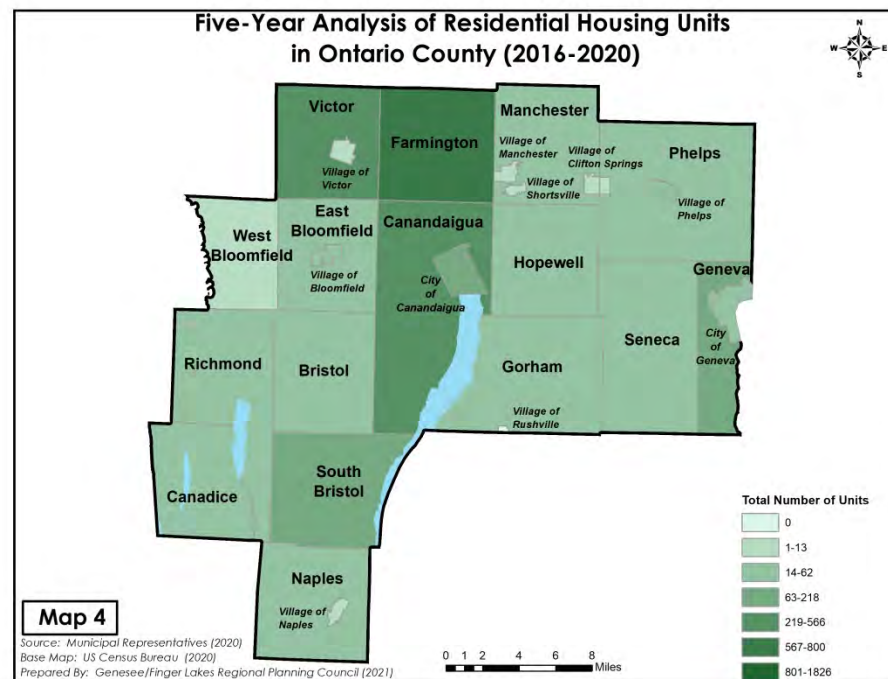 Five-Year Analysis of Residential Housing Units
in Ontario County (2016-2020)
N
W
E
S
Victor
Farmington
Manchester
Village of
Manchester
Village of
Clifton Springs
Phelps
Village of
Victor
Village of
Shortsville
Village of
Phelps
West
Bloomfield
East
Bloomfield
Canandaigua
Village of
Bloomfield
City
of
Canandaigua
Hopewell
Geneva
City
of
Geneva
Seneca
Richmond
Bristol
Gorham
Village of
Rushville
South
Bristol
Canadice
Naples
Village of
Naples
Total Number of Units
0
1-13
14-62
63-218
219-566
567-800
801-1826
Map 4
Source: Municipal Representatives (2020)
Base Map: US Census Bureau (2020)
Prepared By: Genesee/Finger Lakes Regional Planning Council (2021)
0 1 2 4 6 8
Miles